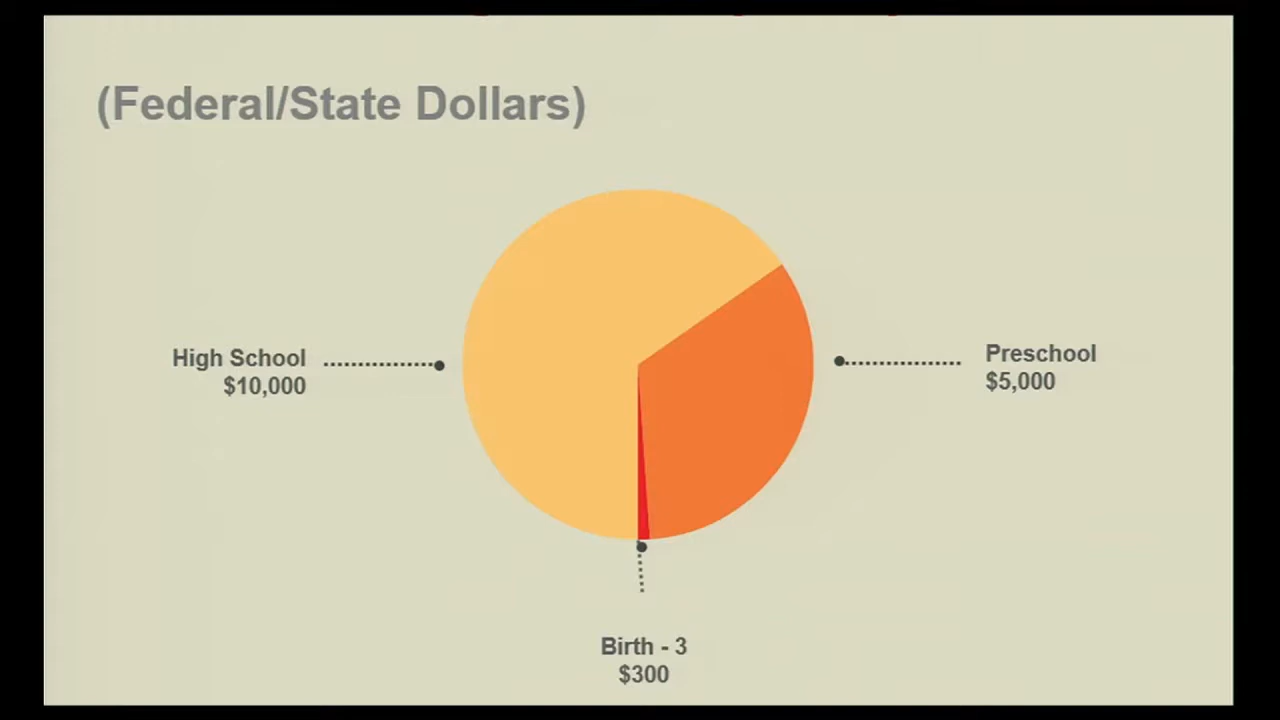 (Federal/State Dollars)
High School
$10,000
Preschool
$5,000
Birth - 3
$300